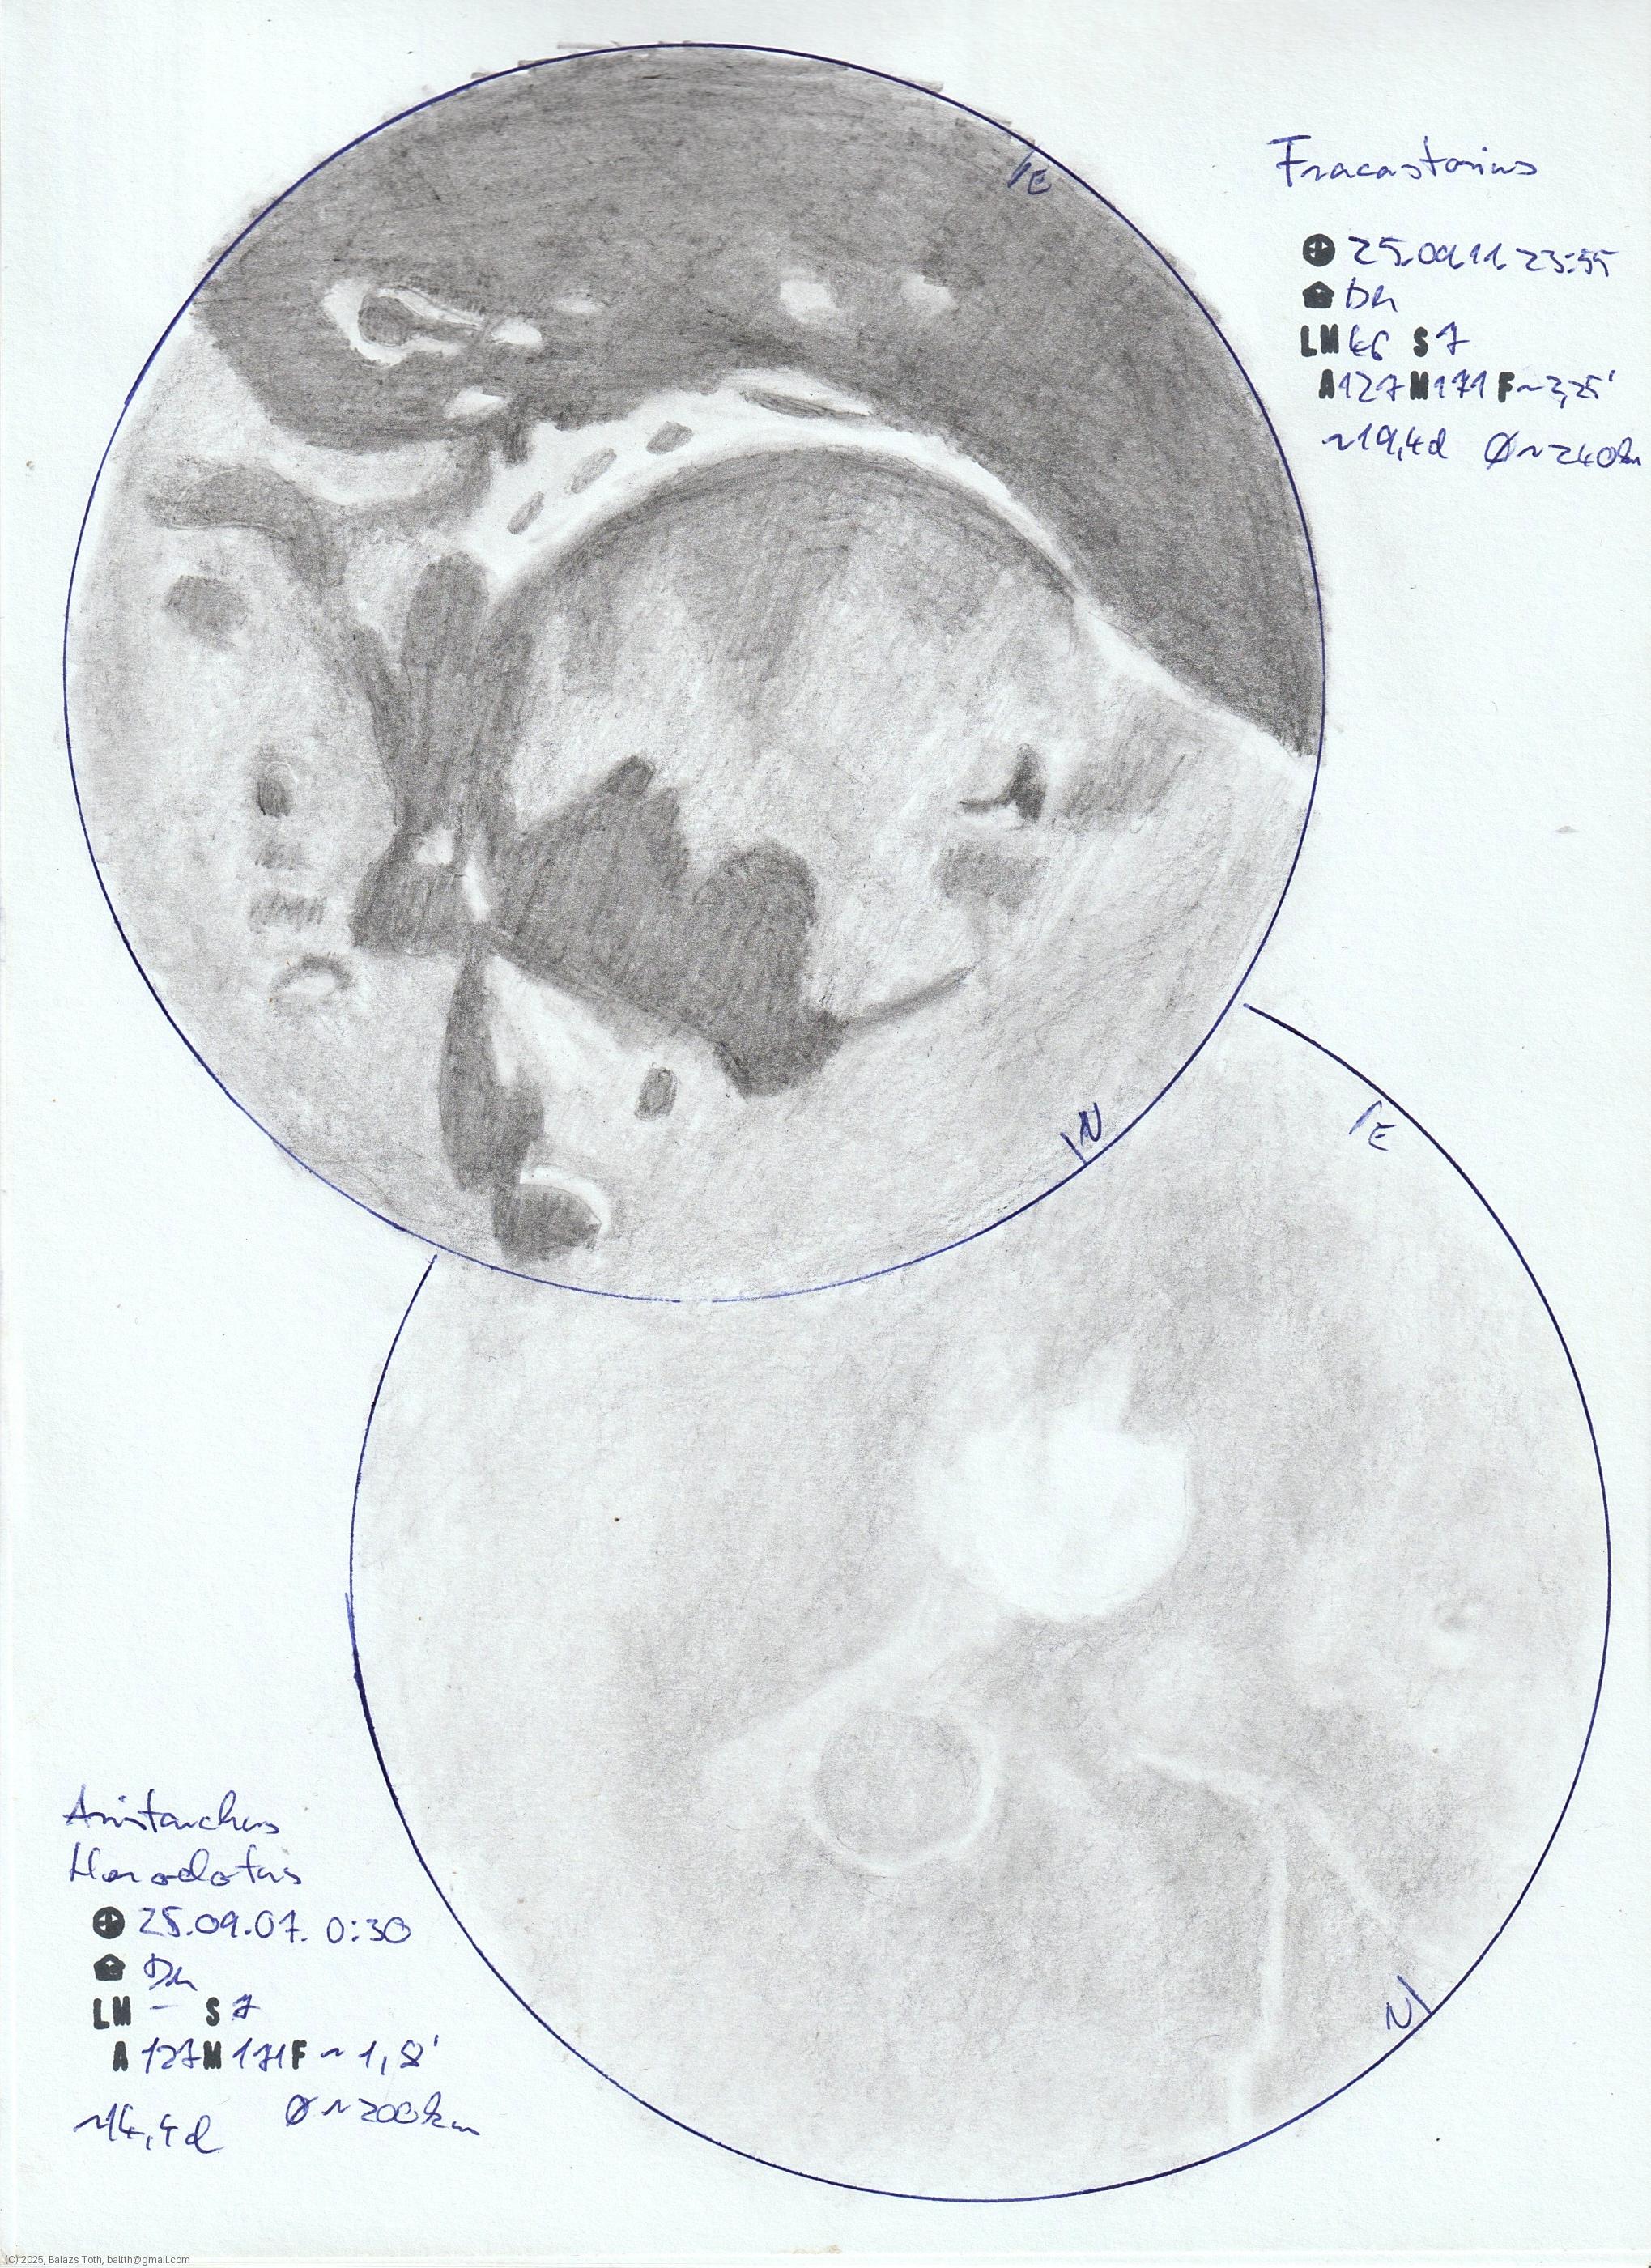 E
Fracastorius
25.09.11. 23:55
Dh
LM 4.5 S 7
A 127 M 171 F ~3,25'
~19,4d Ø~240km
N
E
Aristarchus
Herodotus
25.09.07. 0:30
Dh
LM - S 7
A 127 M 171 F ~ 1,8'
~14,4d Ø~200km
N
(C) 2025, Balazs Toth, baltth@gmail.com